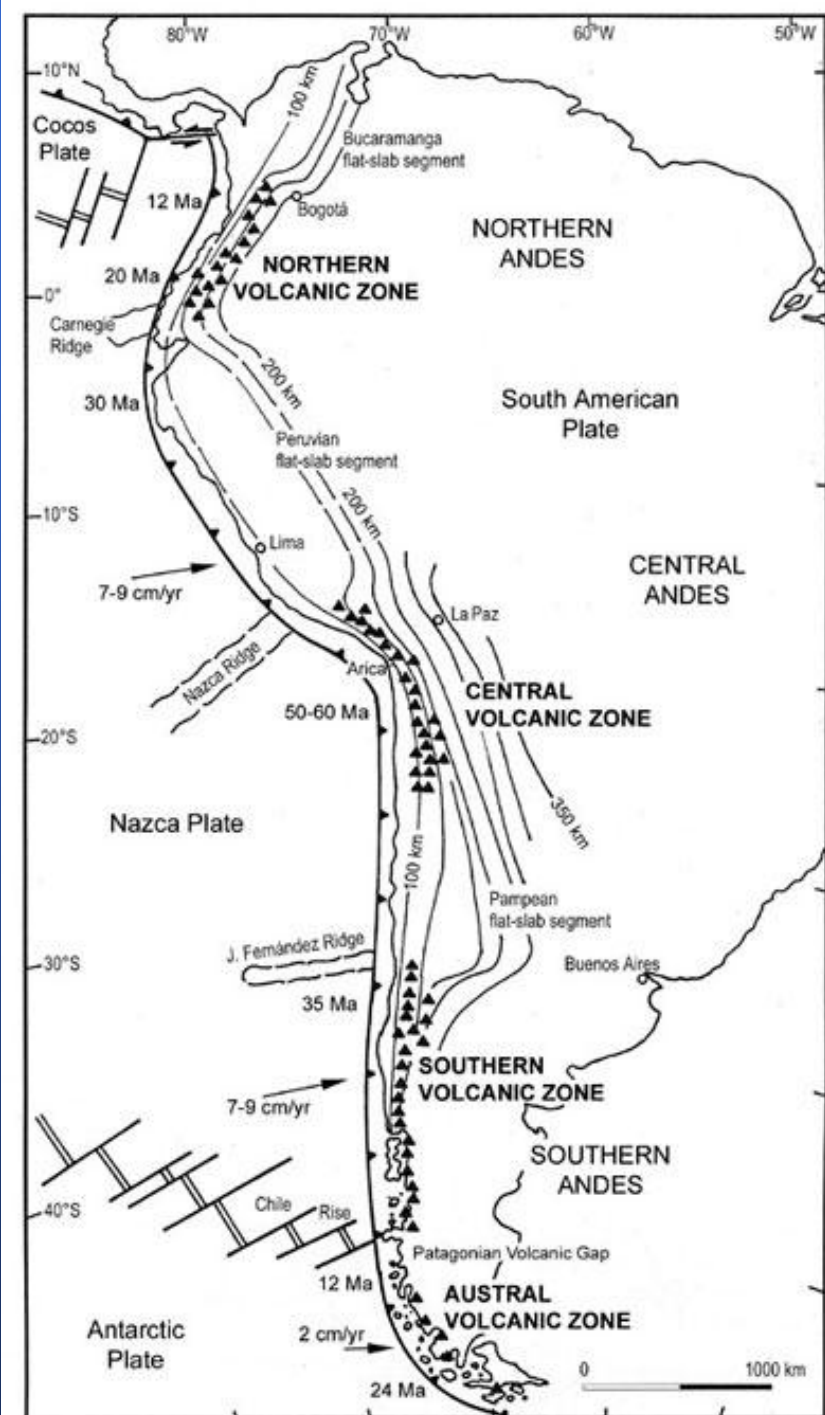 80°W
70°W
60°W
50°W
10°N
Cocos
Plate
100 km
Bucaramanga
flat-slab segment
12 Ma
Bogotá
NORTHERN
ANDES
NORTHERN
VOLCANIC ZONE
20 Ma
0°
Carnegie
Ridge
200 km
30 Ma
South American
Plate
Peruvian
flat-slab segment
200 km
10°S
Lima
7-9 cm/yr
CENTRAL
ANDES
La Paz
Nazca Ridge
Arica
CENTRAL
VOLCANIC ZONE
50-60 Ma
20°S
Nazca Plate
350 km
100 km
Pampean
flat-slab segment
J. Fernández Ridge
30°S
Buenos Aires
35 Ma
SOUTHERN
VOLCANIC ZONE
7-9 cm/yr
SOUTHERN
ANDES
Chile
Rise
40°S
Patagonian Volcanic Gap
12 Ma
AUSTRAL
VOLCANIC ZONE
Antarctic
Plate
2 cm/yr
0
1000 km
24 Ma